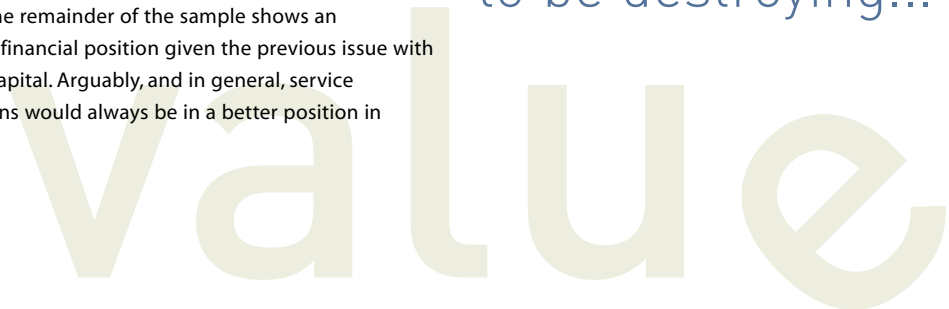 he remainder of the sample shows an
financial position given the previous issue with
apital. Arguably, and in general, service
ns would always be in a better position in
to be destroying...
value